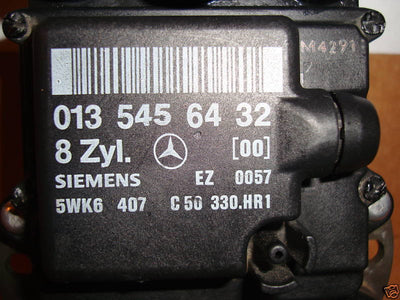 M4291
013 545 64 32
8 Zyl. [00]
SIEMENS EZ 0057
5WK6 407 C 50 330.HR1